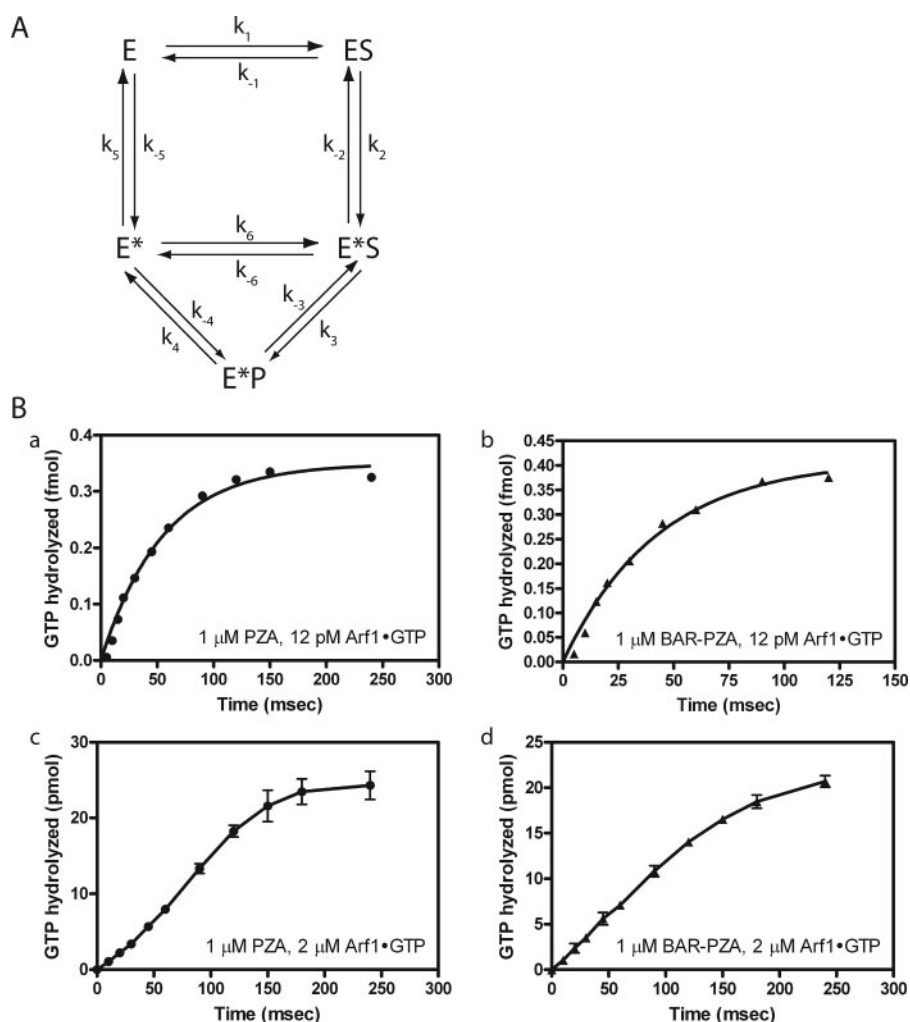 A
E k₁ ES
k₋₁
k₅ k₋₅ k₋₂ k₂
E* k₆ E*S
k₋₆
k₄ k₋₄ k₋₃ k₃
E*P
B
a
GTP hydrolyzed (fmol)
0.4
0.3
0.2
0.1
0.0
1 μM PZA, 12 pM Arf1•GTP
0 50 100 150 200 250 300
Time (msec)
b
GTP hydrolyzed (fmol)
0.45
0.40
0.35
0.30
0.25
0.20
0.15
0.10
0.05
0.00
1 μM BAR-PZA, 12 pM Arf1•GTP
0 25 50 75 100 125 150
Time (msec)
c
GTP hydrolyzed (pmol)
30
20
10
0
1 μM PZA, 2 μM Arf1•GTP
0 50 100 150 200 250 300
Time (msec)
d
GTP hydrolyzed (pmol)
25
20
15
10
5
0
1 μM BAR-PZA, 2 μM Arf1•GTP
0 50 100 150 200 250 300
Time (msec)